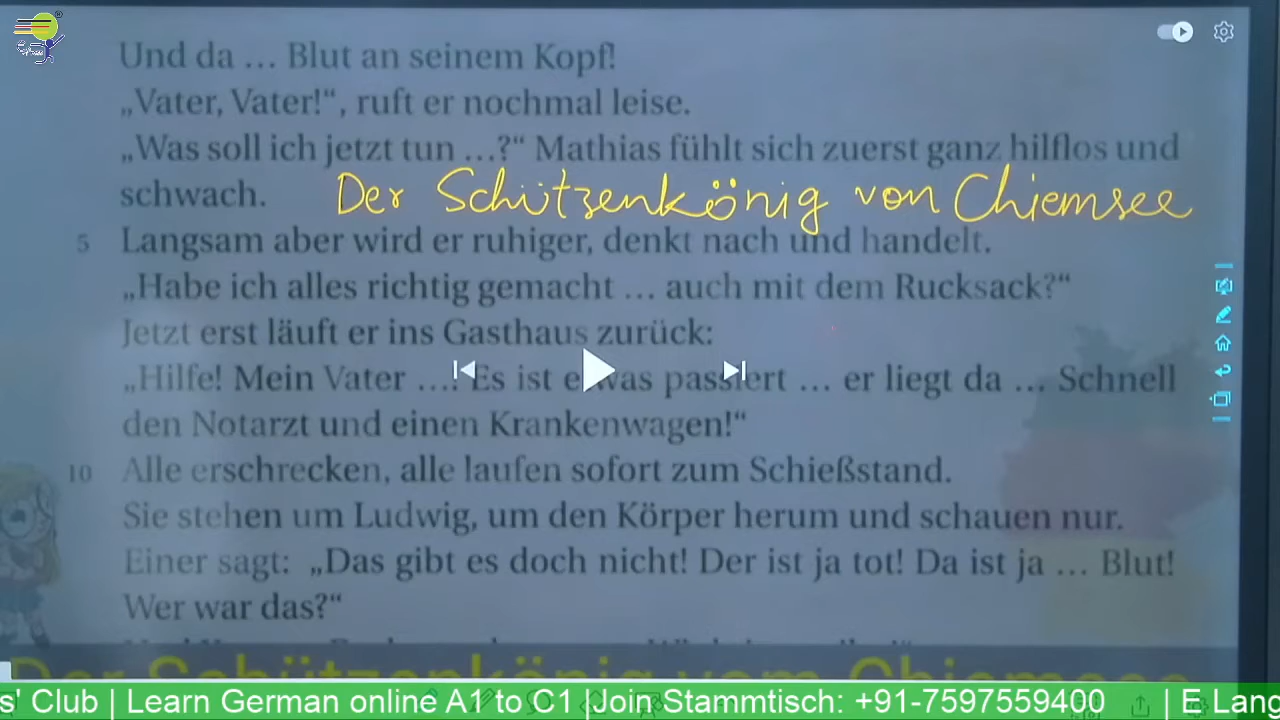 Und da … Blut an seinem Kopf!
„Vater, Vater!“, ruft er nochmal leise.
„Was soll ich jetzt tun …?“ Mathias fühlt sich zuerst ganz hilflos und
schwach.
Der Schützenkönig von Chiemsee
5 Langsam aber wird er ruhiger, denkt nach und handelt.
„Habe ich alles richtig gemacht … auch mit dem Rucksack?“
Jetzt erst läuft er ins Gasthaus zurück:
„Hilfe! Mein Vater …! Es ist etwas passiert … er liegt da … Schnell
den Notarzt und einen Krankenwagen!“
10 Alle erschrecken, alle laufen sofort zum Schießstand.
Sie stehen um Ludwig, um den Körper herum und schauen nur.
Einer sagt: „Das gibt es doch nicht! Der ist ja tot! Da ist ja … Blut!
Wer war das?“
Der Schützenkönig vom Chiemsee
s' Club | Learn German online A1 to C1 | Join Stammtisch: +91-7597559400 | E Lang